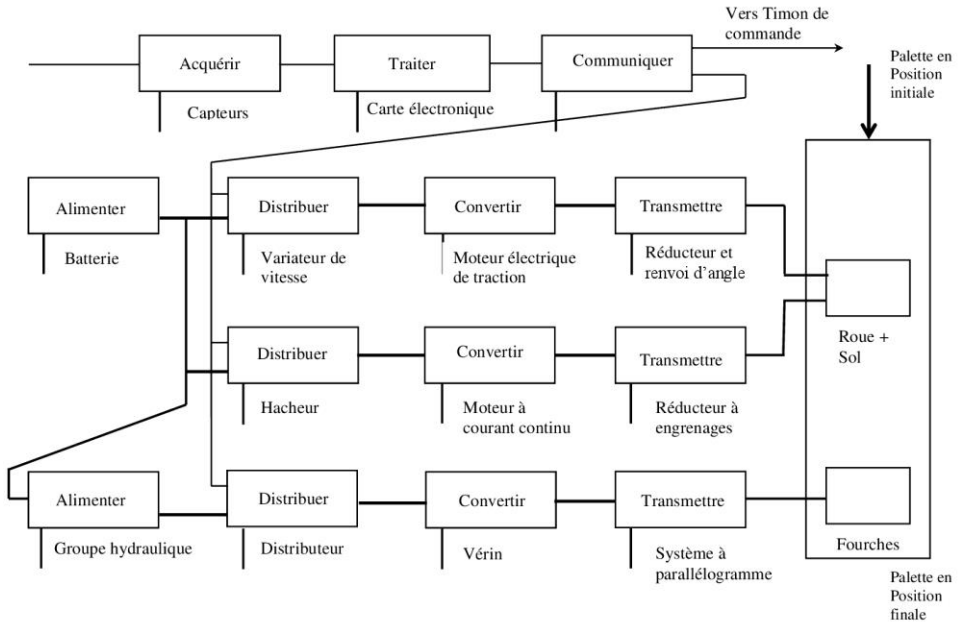 Vers Timon de
commande
Acquérir
Traiter
Communiquer
Palette en
Position
initiale
Capteurs
Carte électronique
Alimenter
Distribuer
Convertir
Transmettre
Batterie
Variateur de
vitesse
Moteur électrique
de traction
Réducteur et
renvoi d'angle
Roue +
Sol
Distribuer
Convertir
Transmettre
Hacheur
Moteur à
courant continu
Réducteur à
engrenages
Alimenter
Distribuer
Convertir
Transmettre
Groupe hydraulique
Distributeur
Vérin
Système à
parallélogramme
Fourches
Palette en
Position
finale